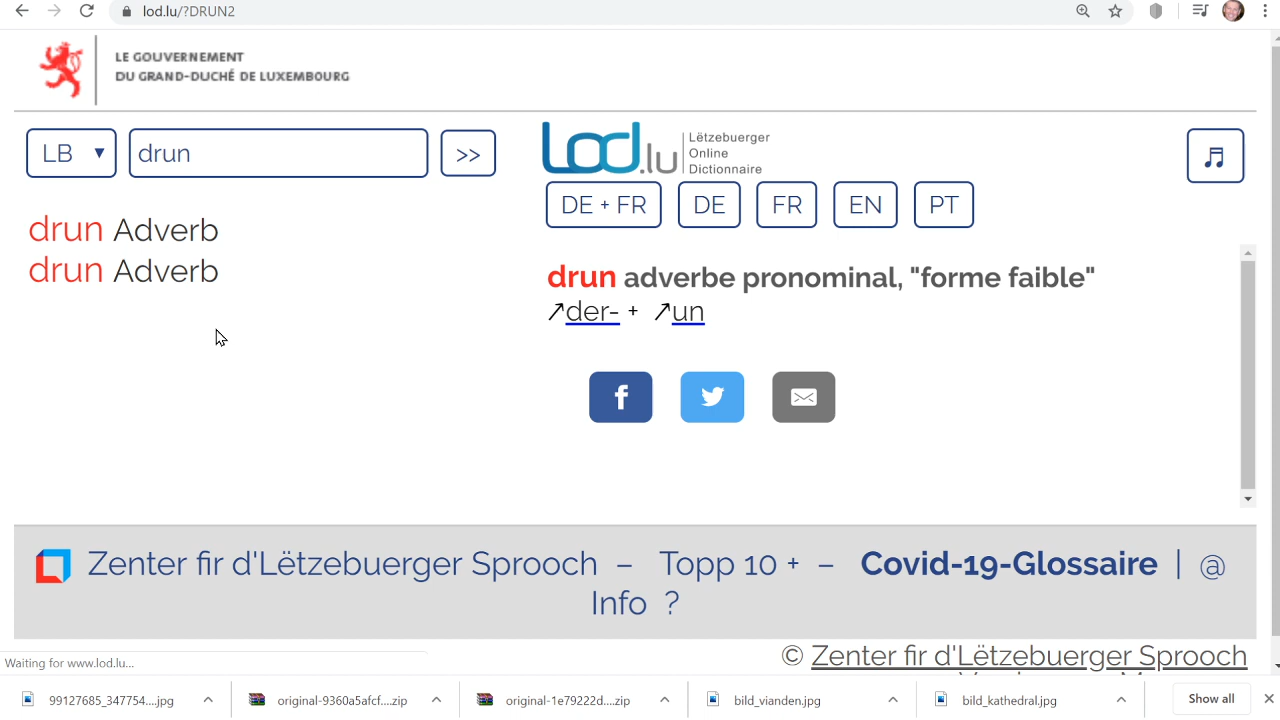 lod.lu/?DRUN2
LE GOUVERNEMENT
DU GRAND-DUCHÉ DE LUXEMBOURG
LB
drun
>>
Lod.lu
Lëtzebuerger
Online
Dictionnaire
DE + FR
DE
FR
EN
PT
drun Adverb
drun Adverb
drun adverbe pronominal, "forme faible"
↗der- + ↗un
Zenter fir d'Lëtzebuerger Sprooch – Topp 10 + – Covid-19-Glossaire | @
Info ?
© Zenter fir d'Lëtzebuerger Sprooch
Waiting for www.lod.lu...
99127685_347754....jpg
original-9360a5afcf....zip
original-1e79222d....zip
bild_vianden.jpg
bild_kathedral.jpg
Show all